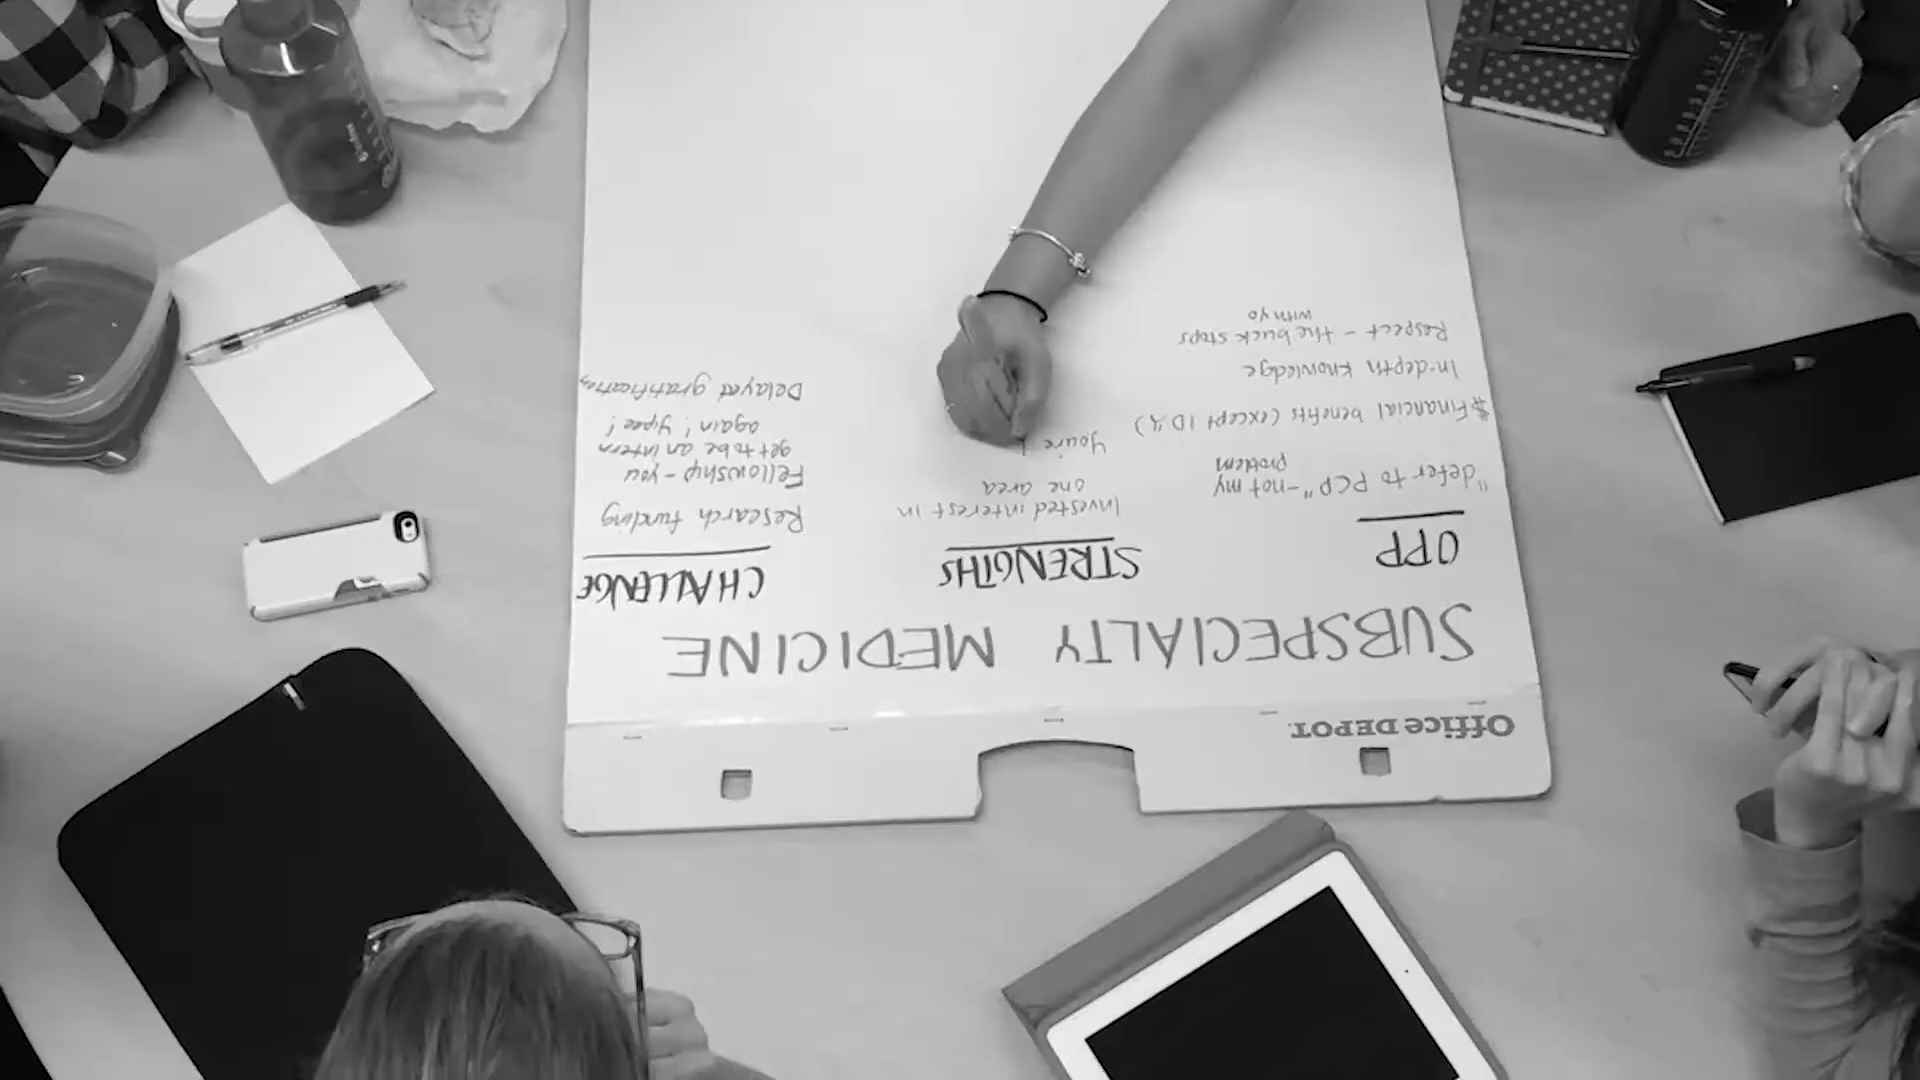 Office DEPOT.
SUBSPECIALTY MEDICINE
OPP
"defer to PCP" - not my
problem
$Financial benefits (except ID
In-depth knowledge
Respect - the buck stops
with yo
STRENGTHS
Invested interest in
one area
You're
CHALLENGE
Research funding
Fellowship - you
get to be an intern
again! Yipee!
Delayed gratification